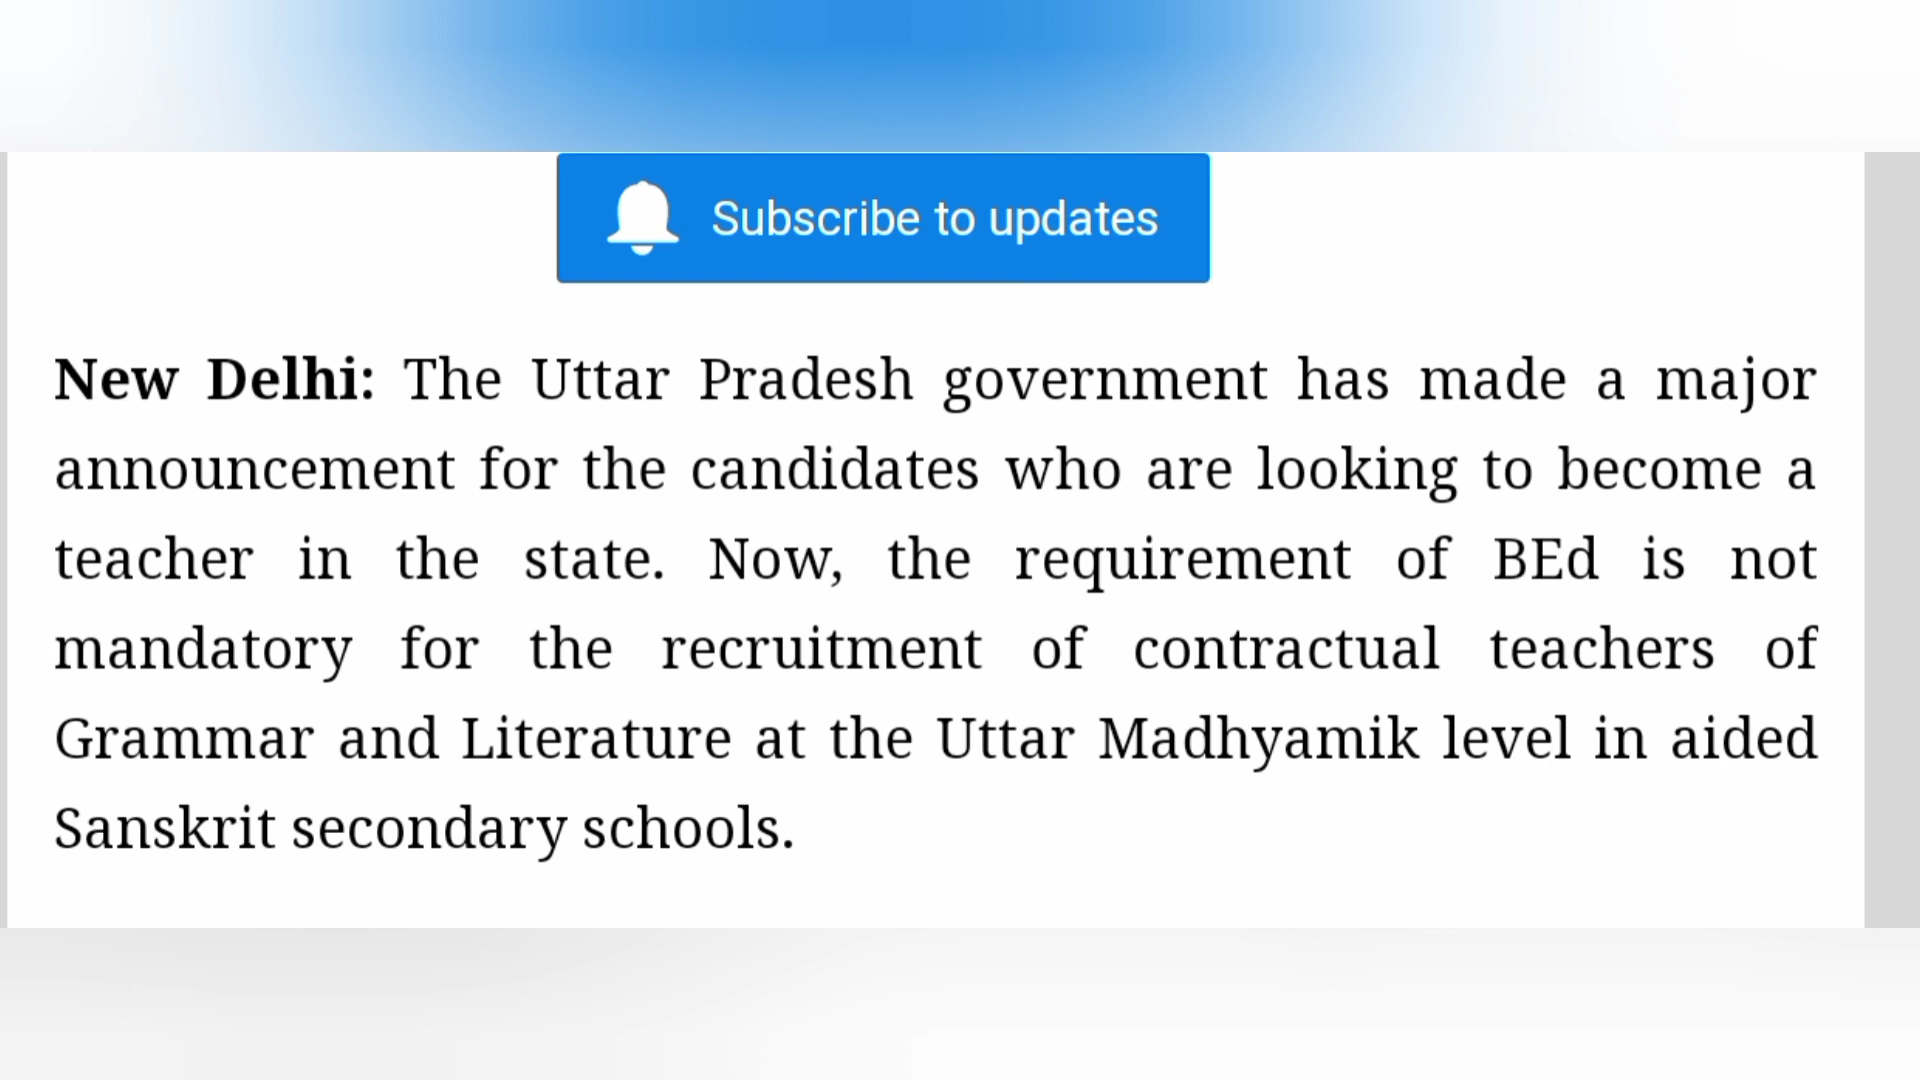 Subscribe to updates
New Delhi: The Uttar Pradesh government has made a major
announcement for the candidates who are looking to become a
teacher in the state. Now, the requirement of BEd is not
mandatory for the recruitment of contractual teachers of
Grammar and Literature at the Uttar Madhyamik level in aided
Sanskrit secondary schools.